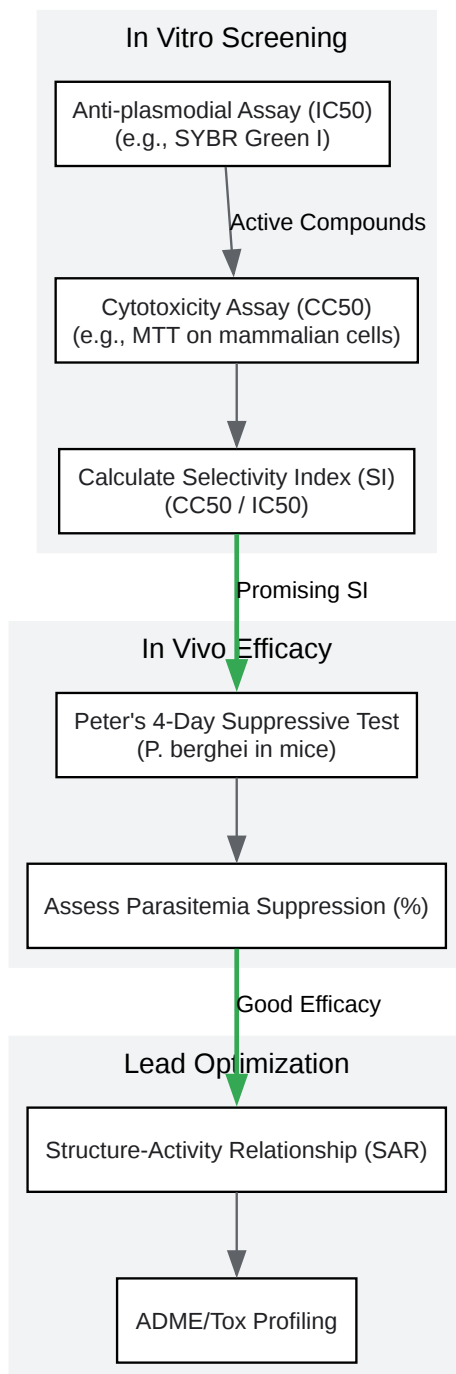 In Vitro Screening
Anti-plasmodial Assay (IC50)
(e.g., SYBR Green I)
Active Compounds
Cytotoxicity Assay (CC50)
(e.g., MTT on mammalian cells)
Calculate Selectivity Index (SI)
(CC50 / IC50)
Promising SI
In Vivo Efficacy
Peter's 4-Day Suppressive Test
(P. berghei in mice)
Assess Parasitemia Suppression (%)
Good Efficacy
Lead Optimization
Structure-Activity Relationship (SAR)
ADME/Tox Profiling